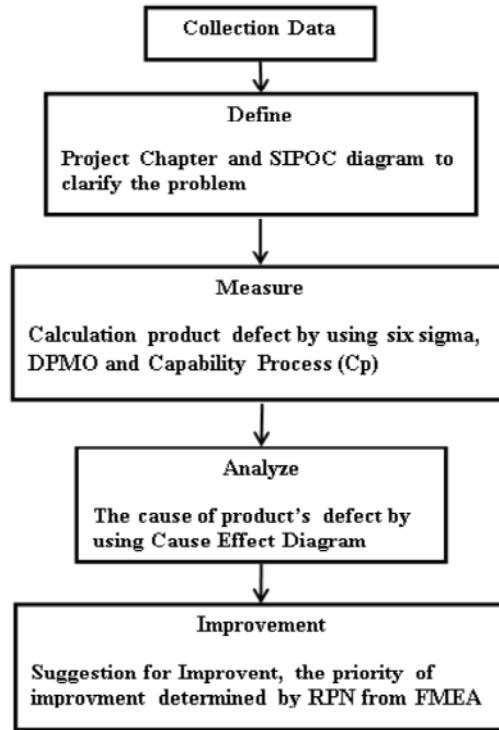 Collection Data
Define
Project Chapter and SIPOC diagram to
clarify the problem
Measure
Calculation product defect by using six sigma,
DPMO and Capability Process (Cp)
Analyze
The cause of product's defect by
using Cause Effect Diagram
Improvement
Suggestion for Improvent, the priority of
improvment determined by RPN from FMEA